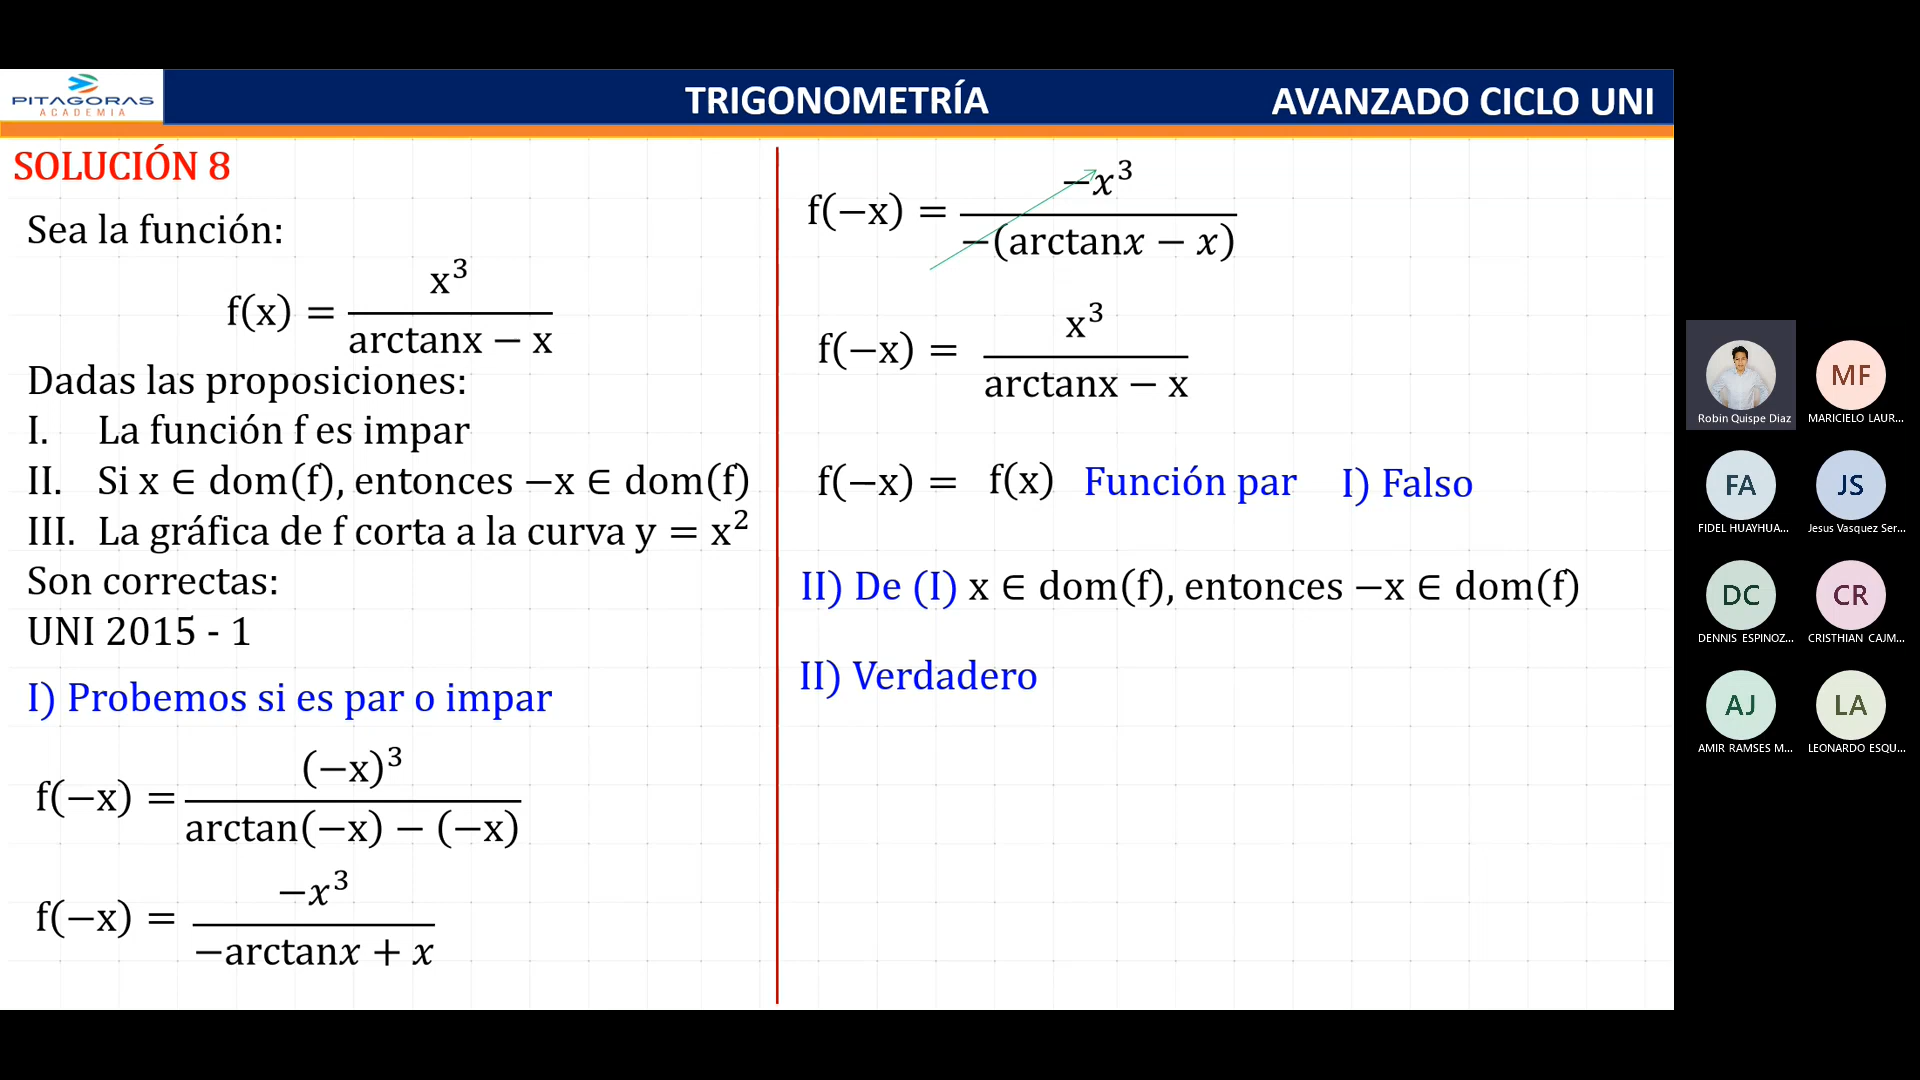 PITAGORAS
ACADEMIA
TRIGONOMETRÍA
AVANZADO CICLO UNI
SOLUCIÓN 8
Sea la función:
f(x) = x³ / (arctanx − x)
Dadas las proposiciones:
I. La función f es impar
II. Si x ∈ dom(f), entonces −x ∈ dom(f)
III. La gráfica de f corta a la curva y = x²
Son correctas:
UNI 2015 - 1
I) Probemos si es par o impar
f(−x) = (−x)³ / (arctan(−x) − (−x))
f(−x) = −x³ / (−arctanx + x)
f(−x) = −x³ / −(arctanx − x)
f(−x) = x³ / (arctanx − x)
f(−x) = f(x) Función par I) Falso
II) De (I) x ∈ dom(f), entonces −x ∈ dom(f)
II) Verdadero
Robin Quispe Diaz
MF
MARICIELO LAUR...
FA
FIDEL HUAYHUA...
JS
Jesus Vasquez Ser...
DC
DENNIS ESPINOZ...
CR
CRISTHIAN CAJM...
AJ
AMIR RAMSES M...
LA
LEONARDO ESQU...